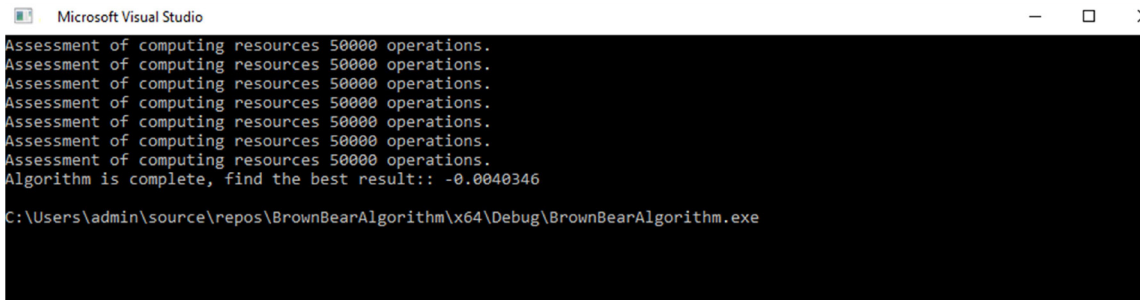 Microsoft Visual Studio
Assessment of computing resources 50000 operations.
Assessment of computing resources 50000 operations.
Assessment of computing resources 50000 operations.
Assessment of computing resources 50000 operations.
Assessment of computing resources 50000 operations.
Assessment of computing resources 50000 operations.
Assessment of computing resources 50000 operations.
Algorithm is complete, find the best result:: -0.0040346
C:\Users\admin\source\repos\BrownBearAlgorithm\x64\Debug\BrownBearAlgorithm.exe